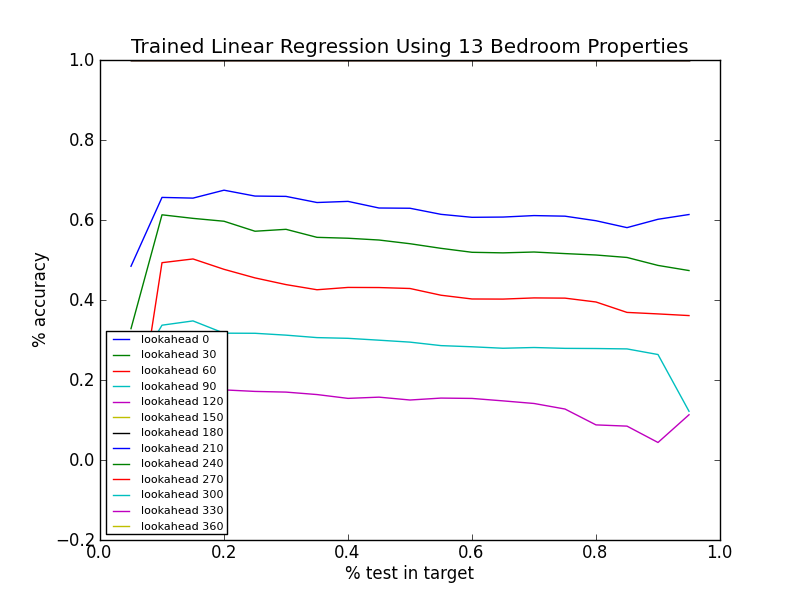 Trained Linear Regression Using 13 Bedroom Properties
1.0
0.8
0.6
0.4
0.2
0.0
−0.2
% accuracy
lookahead 0
lookahead 30
lookahead 60
lookahead 90
lookahead 120
lookahead 150
lookahead 180
lookahead 210
lookahead 240
lookahead 270
lookahead 300
lookahead 330
lookahead 360
0.0 0.2 0.4 0.6 0.8 1.0
% test in target